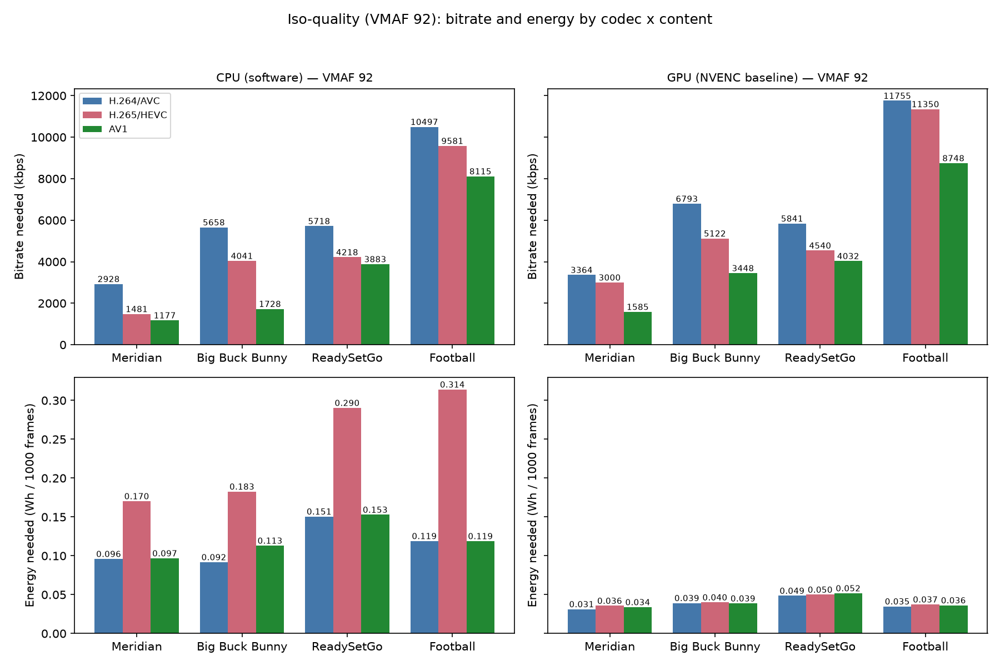 Iso-quality (VMAF 92): bitrate and energy by codec x content
CPU (software) — VMAF 92
Bitrate needed (kbps)
12000
10000
8000
6000
4000
2000
0
H.264/AVC
H.265/HEVC
AV1
2928
1481
1177
5658
4041
1728
5718
4218
3883
10497
9581
8115
Meridian
Big Buck Bunny
ReadySetGo
Football
GPU (NVENC baseline) — VMAF 92
Bitrate needed (kbps)
3364
3000
1585
6793
5122
3448
5841
4540
4032
11755
11350
8748
Meridian
Big Buck Bunny
ReadySetGo
Football
Energy needed (Wh / 1000 frames)
0.30
0.25
0.20
0.15
0.10
0.05
0.00
0.096
0.170
0.097
0.092
0.183
0.113
0.151
0.290
0.153
0.119
0.314
0.119
Meridian
Big Buck Bunny
ReadySetGo
Football
Energy needed (Wh / 1000 frames)
0.031
0.036
0.034
0.039
0.040
0.039
0.049
0.050
0.052
0.035
0.037
0.036
Meridian
Big Buck Bunny
ReadySetGo
Football